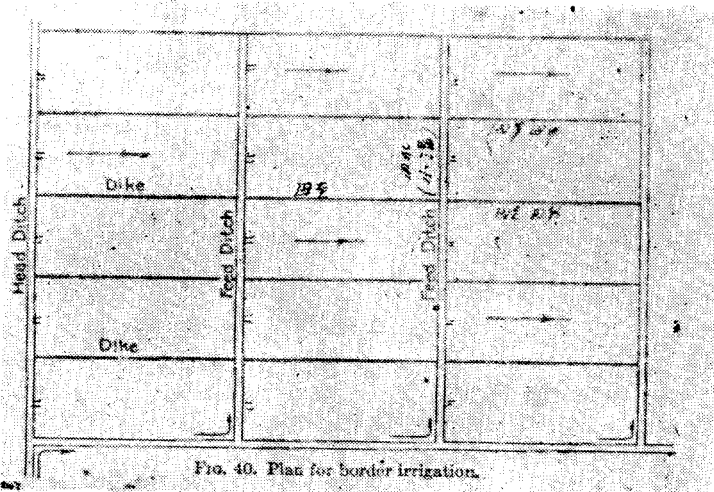 Dike
Head Ditch
Feed Ditch
Feed Ditch
Dike
FIG. 40. Plan for border irrigation.